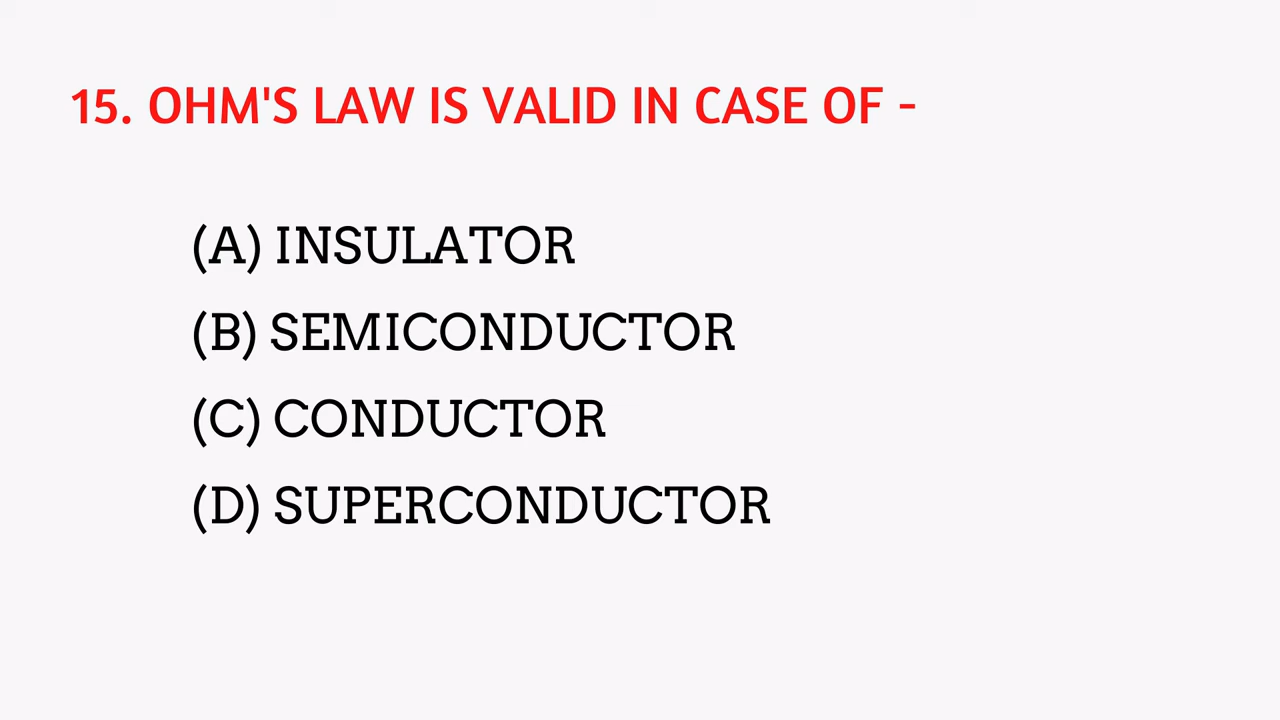 15. OHM'S LAW IS VALID IN CASE OF -
(A) INSULATOR
(B) SEMICONDUCTOR
(C) CONDUCTOR
(D) SUPERCONDUCTOR